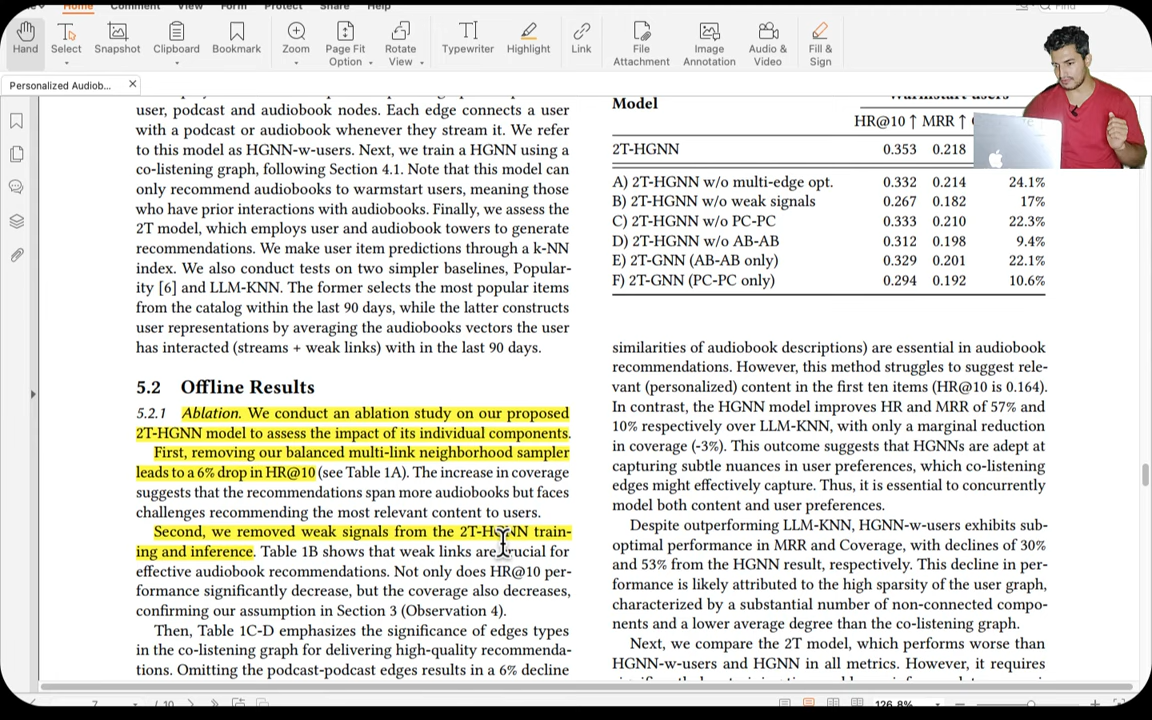 Home Comment View Form Protect Share Help
Find
Hand
Select
Snapshot
Clipboard
Bookmark
Zoom
Page Fit Option
Rotate View
Typewriter
Highlight
Link
File Attachment
Image Annotation
Audio & Video
Fill & Sign
Personalized Audiob...
user, podcast and audiobook nodes. Each edge connects a user
with a podcast or audiobook whenever they stream it. We refer
to this model as HGNN-w-users. Next, we train a HGNN using a
co-listening graph, following Section 4.1. Note that this model can
only recommend audiobooks to warmstart users, meaning those
who have prior interactions with audiobooks. Finally, we assess the
2T model, which employs user and audiobook towers to generate
recommendations. We make user item predictions through a k-NN
index. We also conduct tests on two simpler baselines, Popular-
ity [6] and LLM-KNN. The former selects the most popular items
from the catalog within the last 90 days, while the latter constructs
user representations by averaging the audiobooks vectors the user
has interacted (streams + weak links) with in the last 90 days.
5.2 Offline Results
5.2.1 Ablation. We conduct an ablation study on our proposed
2T-HGNN model to assess the impact of its individual components.
First, removing our balanced multi-link neighborhood sampler
leads to a 6% drop in HR@10 (see Table 1A). The increase in coverage
suggests that the recommendations span more audiobooks but faces
challenges recommending the most relevant content to users.
Second, we removed weak signals from the 2T-HGNN train-
ing and inference. Table 1B shows that weak links are crucial for
effective audiobook recommendations. Not only does HR@10 per-
formance significantly decrease, but the coverage also decreases,
confirming our assumption in Section 3 (Observation 4).
Then, Table 1C-D emphasizes the significance of edges types
in the co-listening graph for delivering high-quality recommenda-
tions. Omitting the podcast-podcast edges results in a 6% decline
Model
Warmstart users
HR@10 ↑ MRR ↑
2T-HGNN 0.353 0.218
A) 2T-HGNN w/o multi-edge opt. 0.332 0.214 24.1%
B) 2T-HGNN w/o weak signals 0.267 0.182 17%
C) 2T-HGNN w/o PC-PC 0.333 0.210 22.3%
D) 2T-HGNN w/o AB-AB 0.312 0.198 9.4%
E) 2T-GNN (AB-AB only) 0.329 0.201 22.1%
F) 2T-GNN (PC-PC only) 0.294 0.192 10.6%
similarities of audiobook descriptions) are essential in audiobook
recommendations. However, this method struggles to suggest rele-
vant (personalized) content in the first ten items (HR@10 is 0.164).
In contrast, the HGNN model improves HR and MRR of 57% and
10% respectively over LLM-KNN, with only a marginal reduction
in coverage (-3%). This outcome suggests that HGNNs are adept at
capturing subtle nuances in user preferences, which co-listening
edges might effectively capture. Thus, it is essential to concurrently
model both content and user preferences.
Despite outperforming LLM-KNN, HGNN-w-users exhibits sub-
optimal performance in MRR and Coverage, with declines of 30%
and 53% from the HGNN result, respectively. This decline in per-
formance is likely attributed to the high sparsity of the user graph,
characterized by a substantial number of non-connected compo-
nents and a lower average degree than the co-listening graph.
Next, we compare the 2T model, which performs worse than
HGNN-w-users and HGNN in all metrics. However, it requires
7 / 10
126.8%